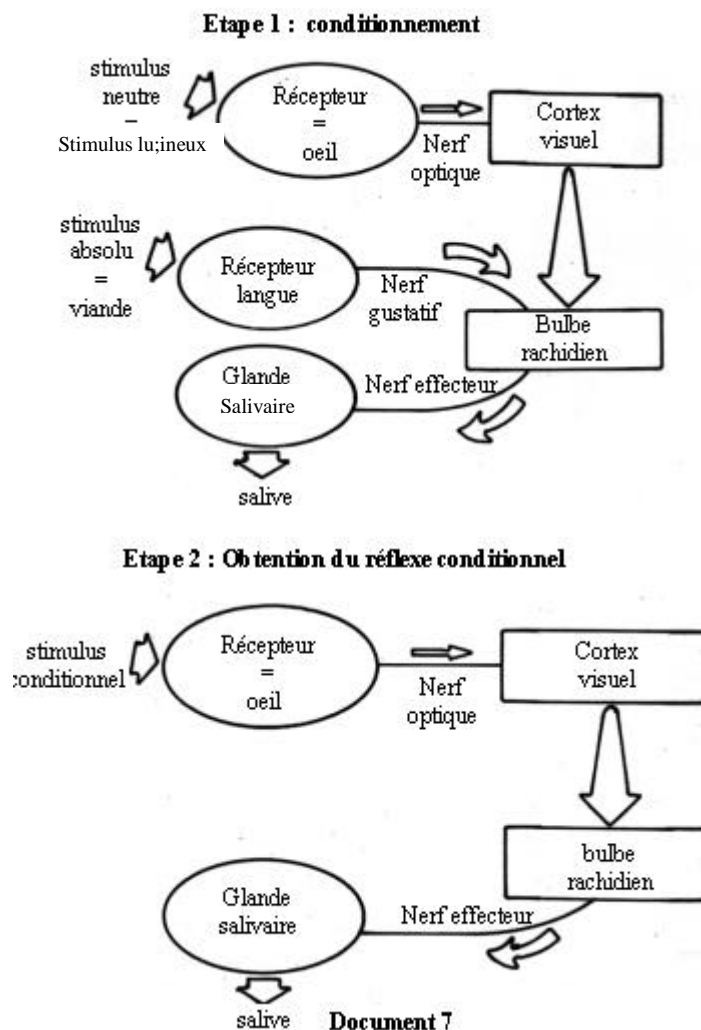 Etape 1 : conditionnement
stimulus
neutre
=
Stimulus lu;ineux
Récepteur
=
oeil
Nerf
optique
Cortex
visuel
stimulus
absolu
=
viande
Récepteur
langue
Nerf
gustatif
Bulbe
rachidien
Glande
Salivaire
Nerf effecteur
salive
Etape 2 : Obtention du réflexe conditionnel
stimulus
conditionnel
Récepteur
=
oeil
Nerf
optique
Cortex
visuel
bulbe
rachidien
Glande
salivaire
Nerf effecteur
salive
Document 7